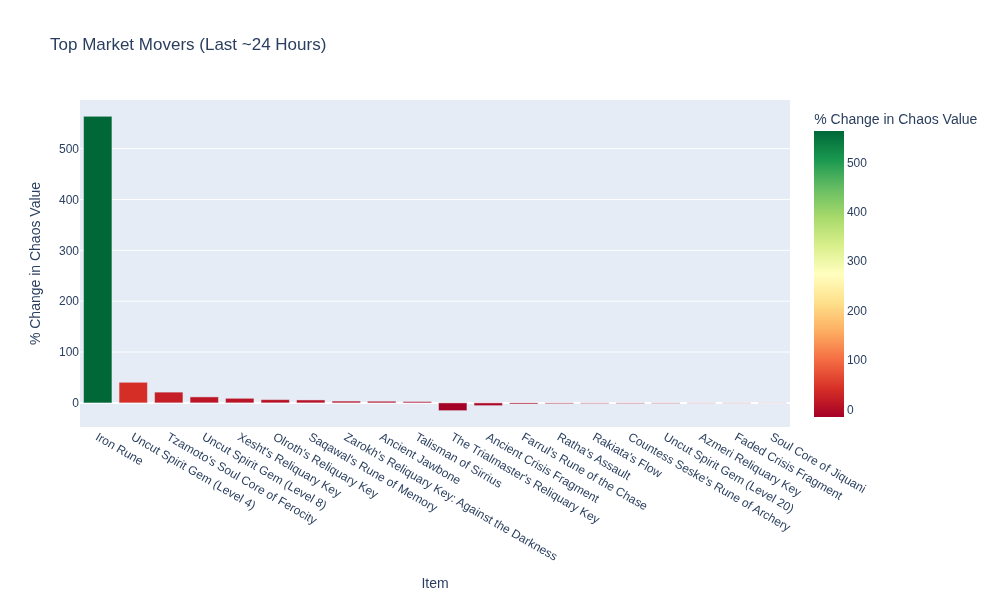 Top Market Movers (Last ~24 Hours)
% Change in Chaos Value
500
400
300
200
100
0
% Change in Chaos Value
500
400
300
200
100
0
Iron Rune
Uncut Spirit Gem (Level 4)
Tzamoto's Soul Core of Ferocity
Uncut Spirit Gem (Level 8)
Xesht's Reliquary Key
Olroth's Reliquary Key
Saqawal's Rune of Memory
Zarokh's Reliquary Key: Against the Darkness
Ancient Jawbone
Talisman of Sirrius
The Trialmaster's Reliquary Key
Ancient Crisis Fragment
Farrul's Rune of the Chase
Ratha's Assault
Rakiata's Flow
Countess Seske's Rune of Archery
Uncut Spirit Gem (Level 20)
Azmeri Reliquary Key
Faded Crisis Fragment
Soul Core of Jiquani
Item